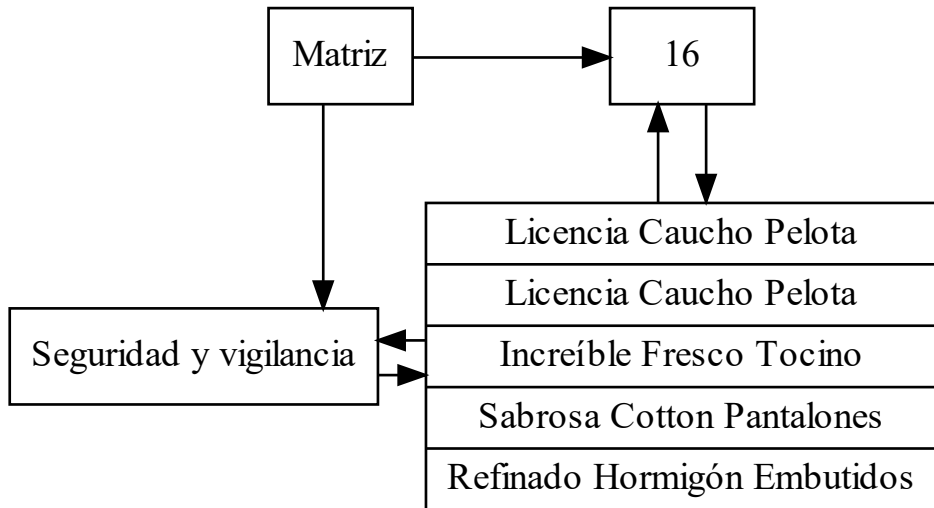 Matriz
16
Licencia Caucho Pelota
Licencia Caucho Pelota
Seguridad y vigilancia
Increíble Fresco Tocino
Sabrosa Cotton Pantalones
Refinado Hormigón Embutidos